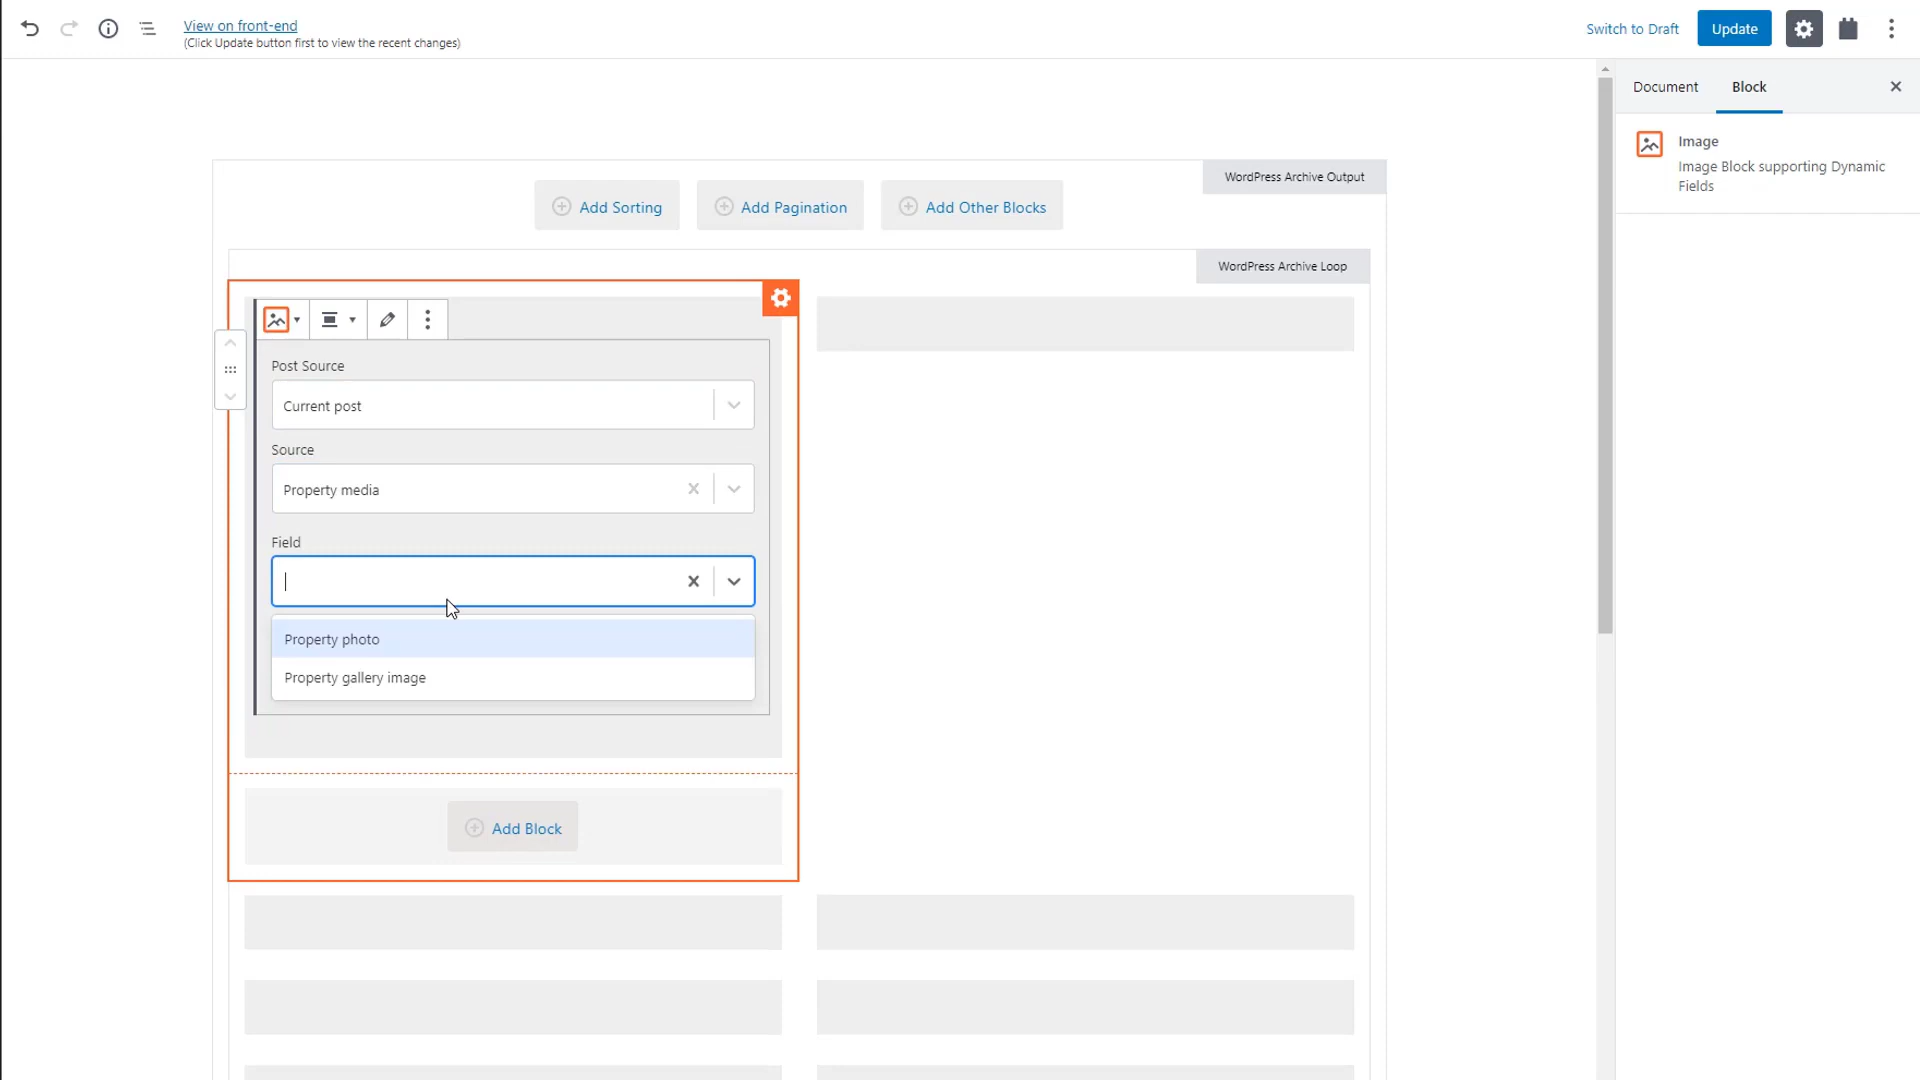 View on front-end
(Click Update button first to view the recent changes)
Switch to Draft
Update
Document
Block
Image
Image Block supporting Dynamic
Fields
WordPress Archive Output
Add Sorting
Add Pagination
Add Other Blocks
WordPress Archive Loop
Post Source
Current post
Source
Property media
Field
Property photo
Property gallery image
Add Block